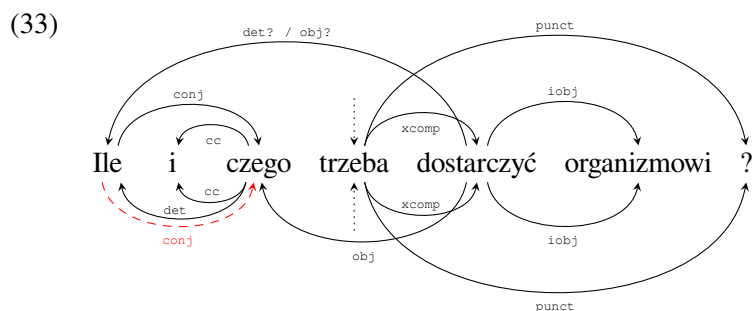 (33)
det? / obj?
punct
conj
iobj
cc
xcomp
Ile i czego trzeba dostarczyć organizmowi ?
cc
xcomp
det
iobj
conj
obj
punct